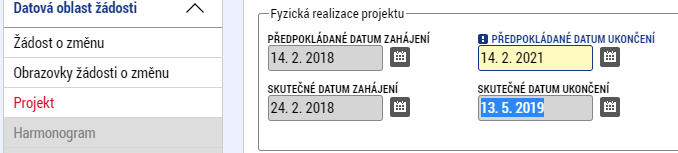 Datová oblast žádosti
Žádost o změnu
Obrazovky žádosti o změnu
Projekt
Harmonogram
Fyzická realizace projektu
PŘEDPOKLÁDANÉ DATUM ZAHÁJENÍ
PŘEDPOKLÁDANÉ DATUM UKONČENÍ
14. 2. 2018
14. 2. 2021
SKUTEČNÉ DATUM ZAHÁJENÍ
SKUTEČNÉ DATUM UKONČENÍ
24. 2. 2018
13. 5. 2019